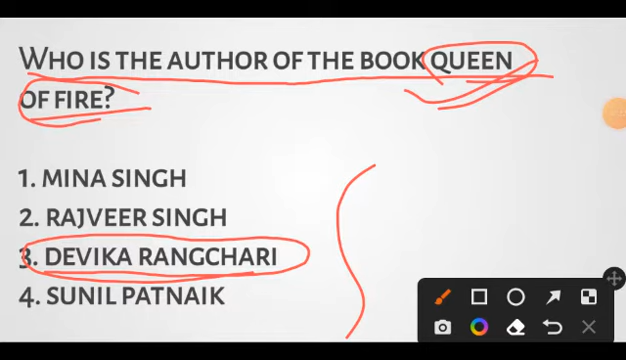 WHO IS THE AUTHOR OF THE BOOK QUEEN
OF FIRE?
1. MINA SINGH
2. RAJVEER SINGH
3. DEVIKA RANGCHARI
4. SUNIL PATNAIK